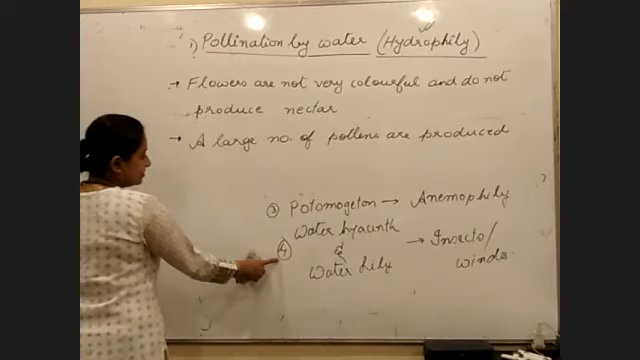 1) Pollination by water (Hydrophily)
→ Flowers are not very colourful and do not
produce nectar
→ A large no. of pollens are produced
③ Potomogeton → Anemophily
④ Water hyacinth
& → Insects/
Water lily winds